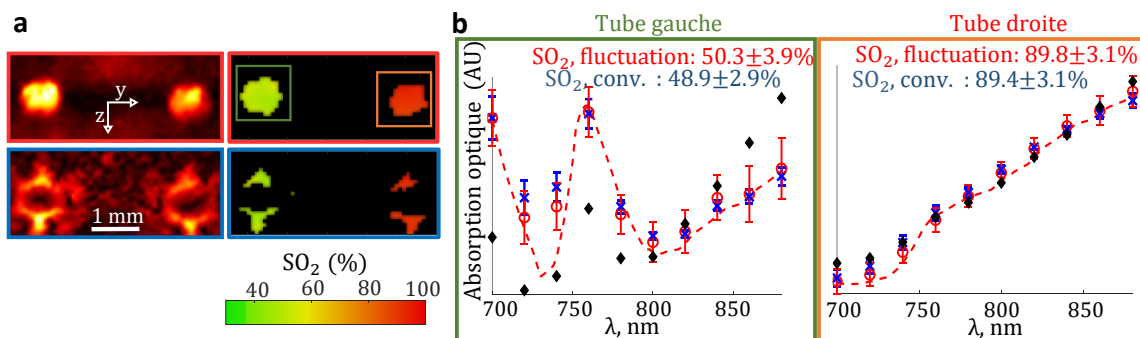 a
y
z
1 mm
SO₂ (%)
40 60 80 100
b
Tube gauche
SO₂, fluctuation: 50.3±3.9%
SO₂, conv. : 48.9±2.9%
Absorption optique (AU)
700 750 800 850
λ, nm
Tube droite
SO₂, fluctuation: 89.8±3.1%
SO₂, conv. : 89.4±3.1%
700 750 800 850
λ, nm